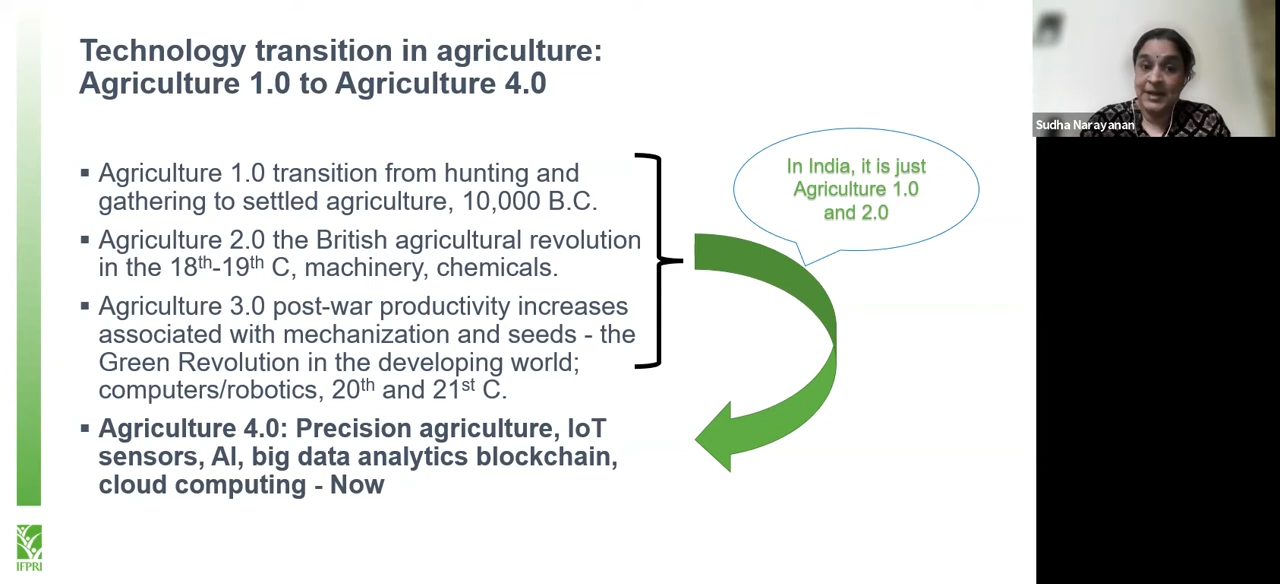 Technology transition in agriculture:
Agriculture 1.0 to Agriculture 4.0
▪ Agriculture 1.0 transition from hunting and
gathering to settled agriculture, 10,000 B.C.
▪ Agriculture 2.0 the British agricultural revolution
in the 18th-19th C, machinery, chemicals.
▪ Agriculture 3.0 post-war productivity increases
associated with mechanization and seeds - the
Green Revolution in the developing world;
computers/robotics, 20th and 21st C.
▪ Agriculture 4.0: Precision agriculture, IoT
sensors, AI, big data analytics blockchain,
cloud computing - Now
In India, it is just
Agriculture 1.0
and 2.0
Sudha Narayanan
IFPRI